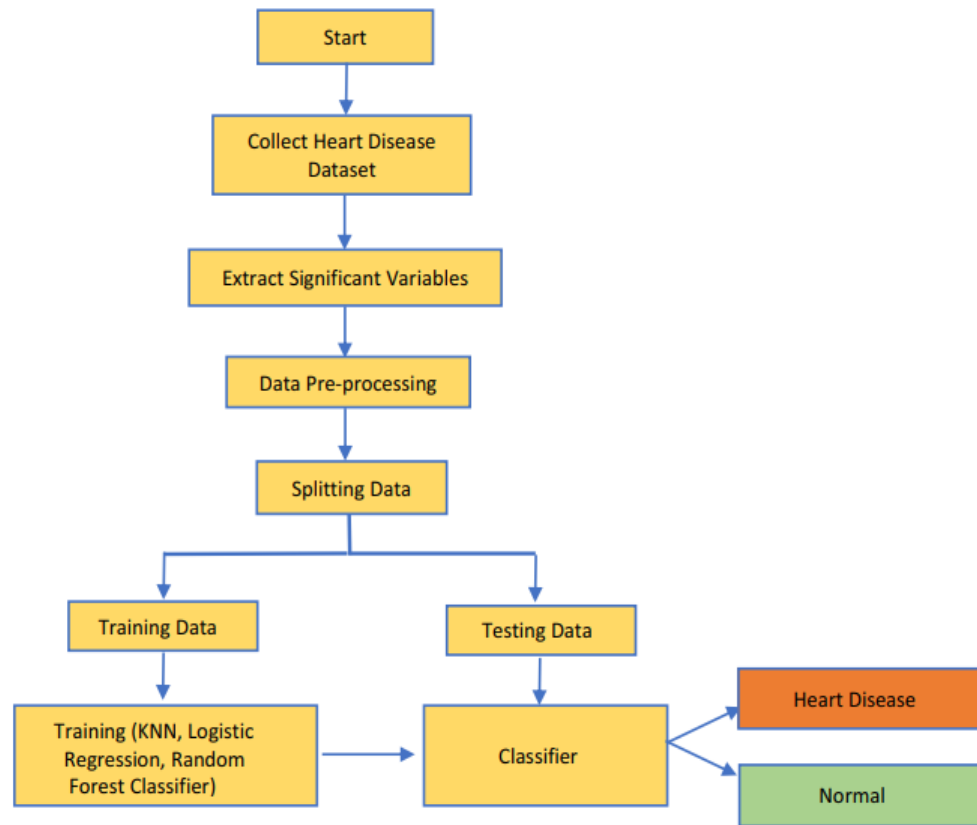 Start
Collect Heart Disease
Dataset
Extract Significant Variables
Data Pre-processing
Splitting Data
Training Data
Testing Data
Training (KNN, Logistic
Regression, Random
Forest Classifier)
Classifier
Heart Disease
Normal